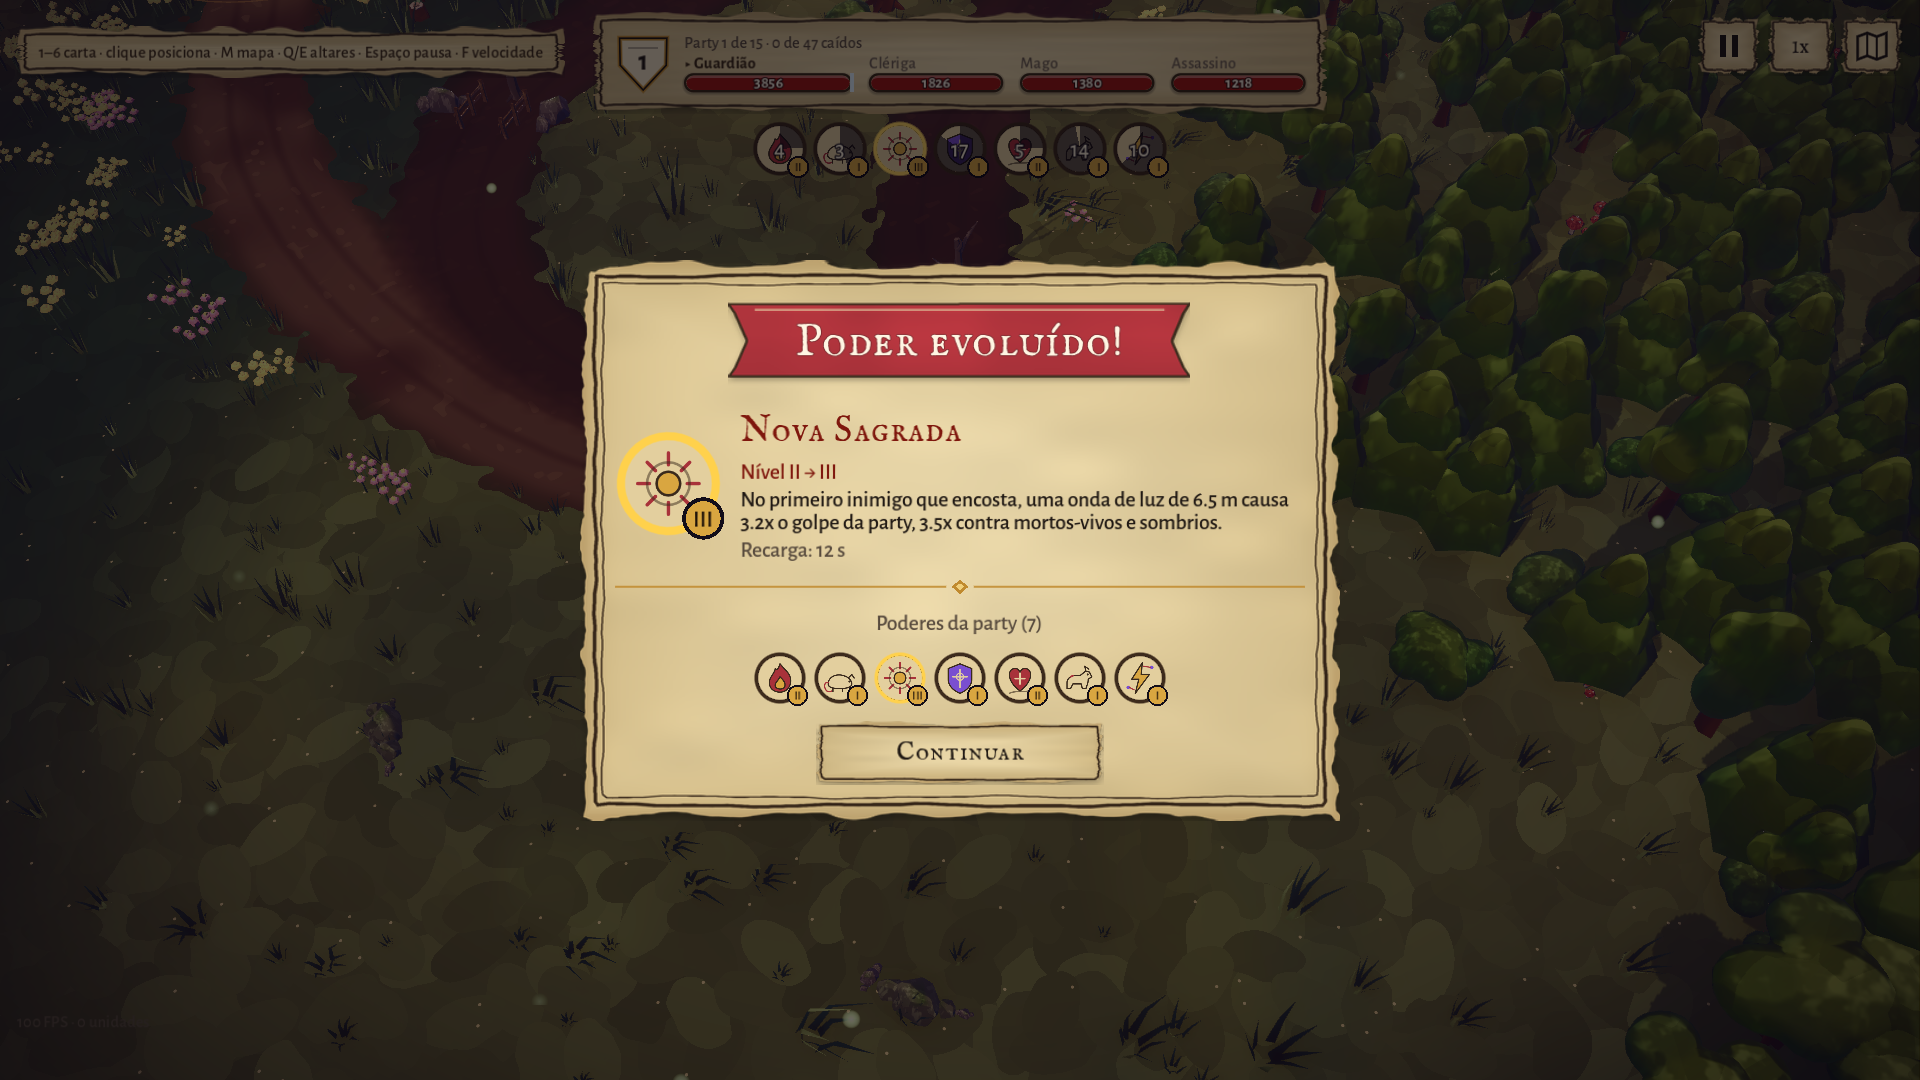 1–6 carta · clique posiciona · M mapa · Q/E altares · Espaço pausa · F velocidade
1
Party 1 de 15 · 0 de 47 caídos
▸ Guardião
Clériga
Mago
Assassino
3856
1826
1380
1218
1x
4 3 17 5 14 10
II I III I II I I
Poder evoluído!
Nova Sagrada
Nível II → III
No primeiro inimigo que encosta, uma onda de luz de 6.5 m causa
3.2x o golpe da party, 3.5x contra mortos-vivos e sombrios.
Recarga: 12 s
III
Poderes da party (7)
II I III I II I I
Continuar
100 FPS · 0 unida